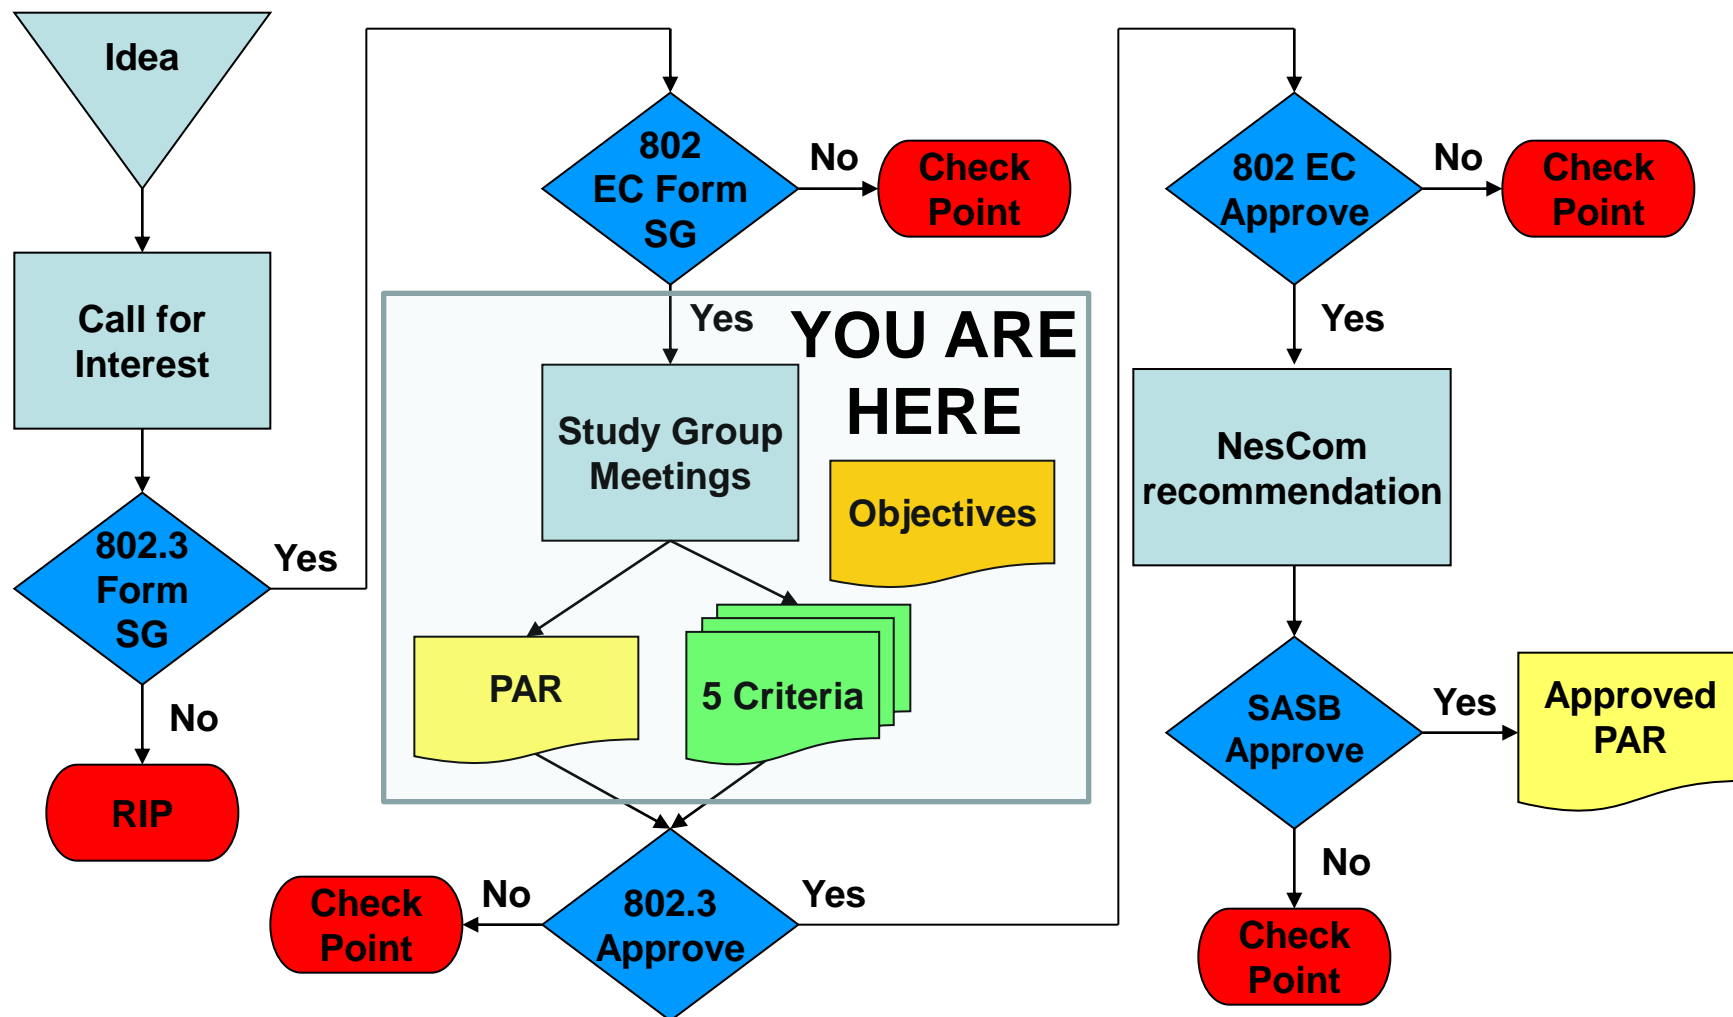 Idea
Call for
Interest
802.3
Form
SG
Yes
No
RIP
802
EC Form
SG
No
Check
Point
Yes
YOU ARE
HERE
Study Group
Meetings
Objectives
PAR
5 Criteria
802.3
Approve
No
Check
Point
Yes
802 EC
Approve
No
Check
Point
Yes
NesCom
recommendation
SASB
Approve
Yes
Approved
PAR
No
Check
Point